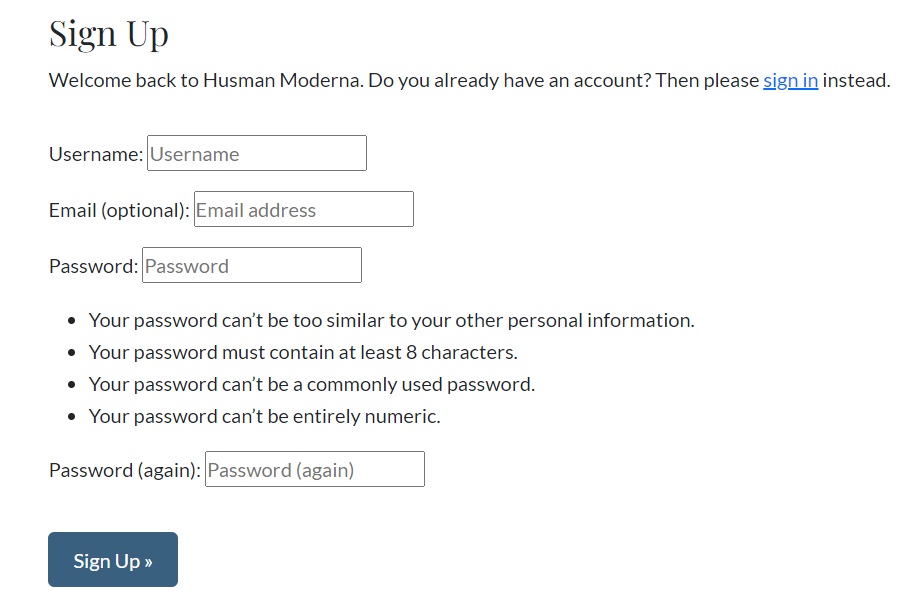 Sign Up
Welcome back to Husman Moderna. Do you already have an account? Then please sign in instead.
Username: Username
Email (optional): Email address
Password: Password
• Your password can’t be too similar to your other personal information.
• Your password must contain at least 8 characters.
• Your password can’t be a commonly used password.
• Your password can’t be entirely numeric.
Password (again): Password (again)
Sign Up »